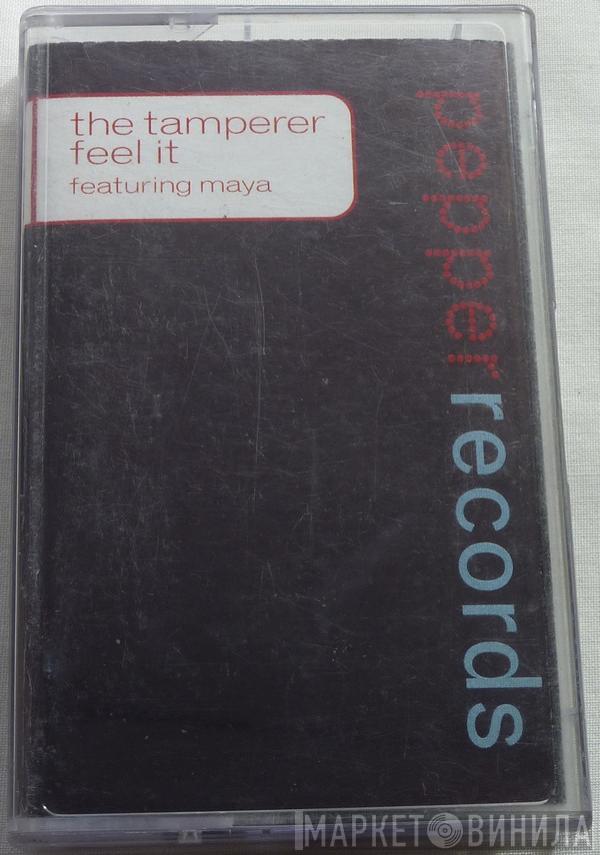 the tamperer
feel it
featuring maya
pepper records
МАРКЕТ ВИНИЛА